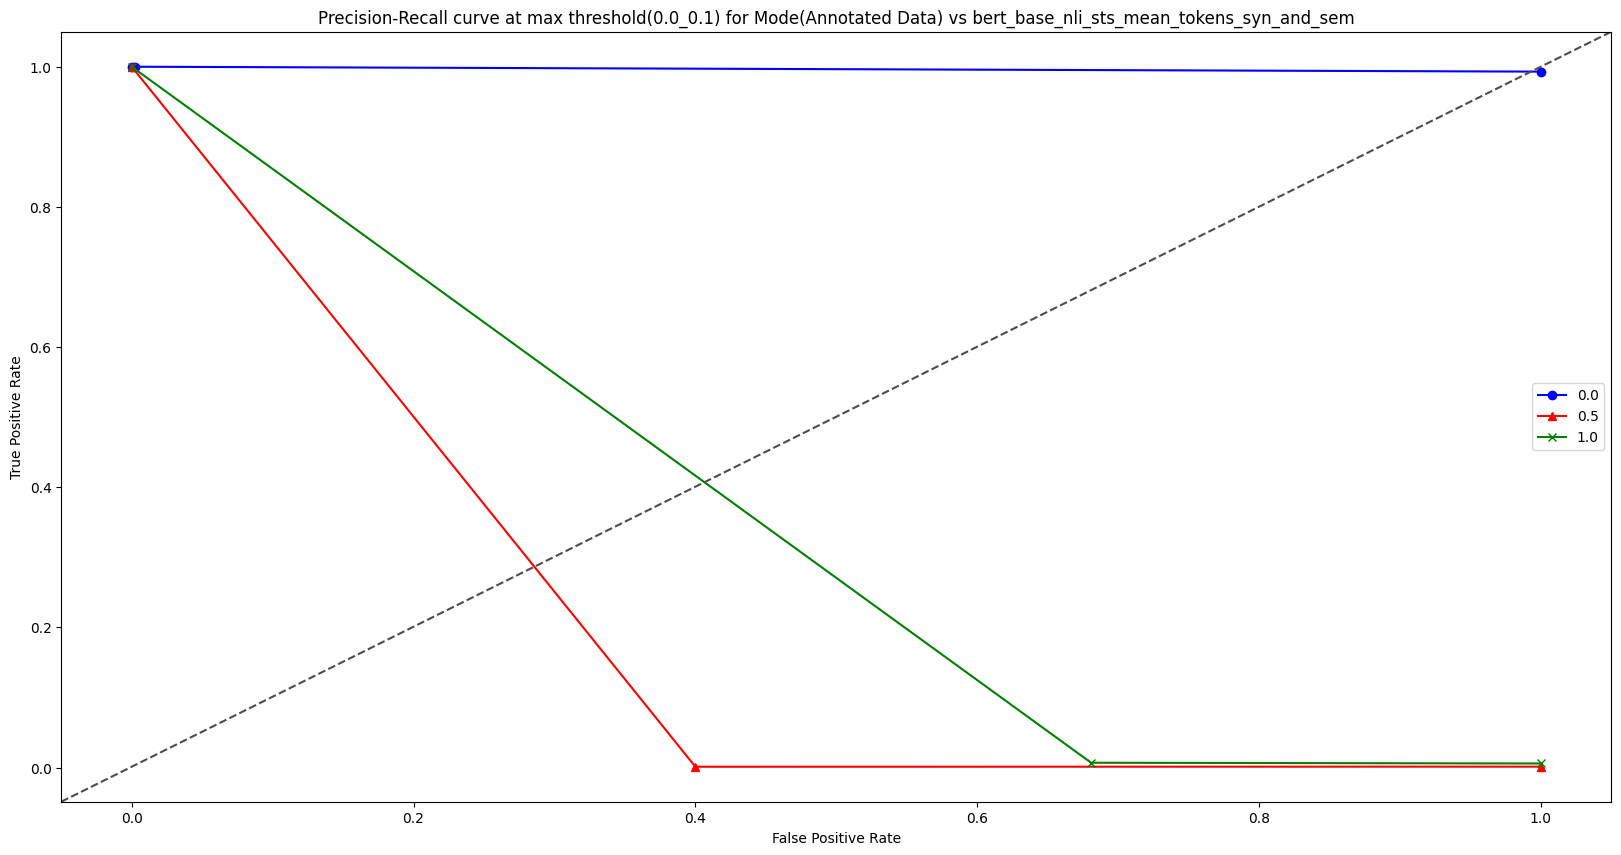 Precision-Recall curve at max threshold(0.0_0.1) for Mode(Annotated Data) vs bert_base_nli_sts_mean_tokens_syn_and_sem
True Positive Rate
1.0
0.8
0.6
0.4
0.2
0.0
0.0
0.5
1.0
0.0 0.2 0.4 0.6 0.8 1.0
False Positive Rate